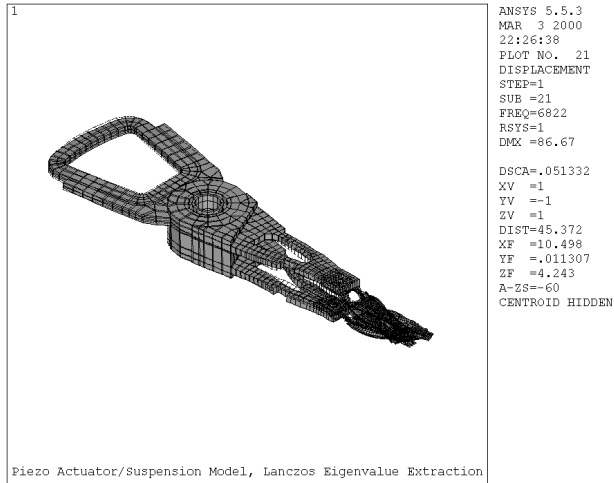 1
ANSYS 5.5.3
MAR 3 2000
22:26:38
PLOT NO. 21
DISPLACEMENT
STEP=1
SUB =21
FREQ=6822
RSYS=1
DMX =86.67
DSCA=.051332
XV =1
YV =-1
ZV =1
DIST=45.372
XF =10.498
YF =.011307
ZF =4.243
A-ZS=-60
CENTROID HIDDEN
Piezo Actuator/Suspension Model, Lanczos Eigenvalue Extraction